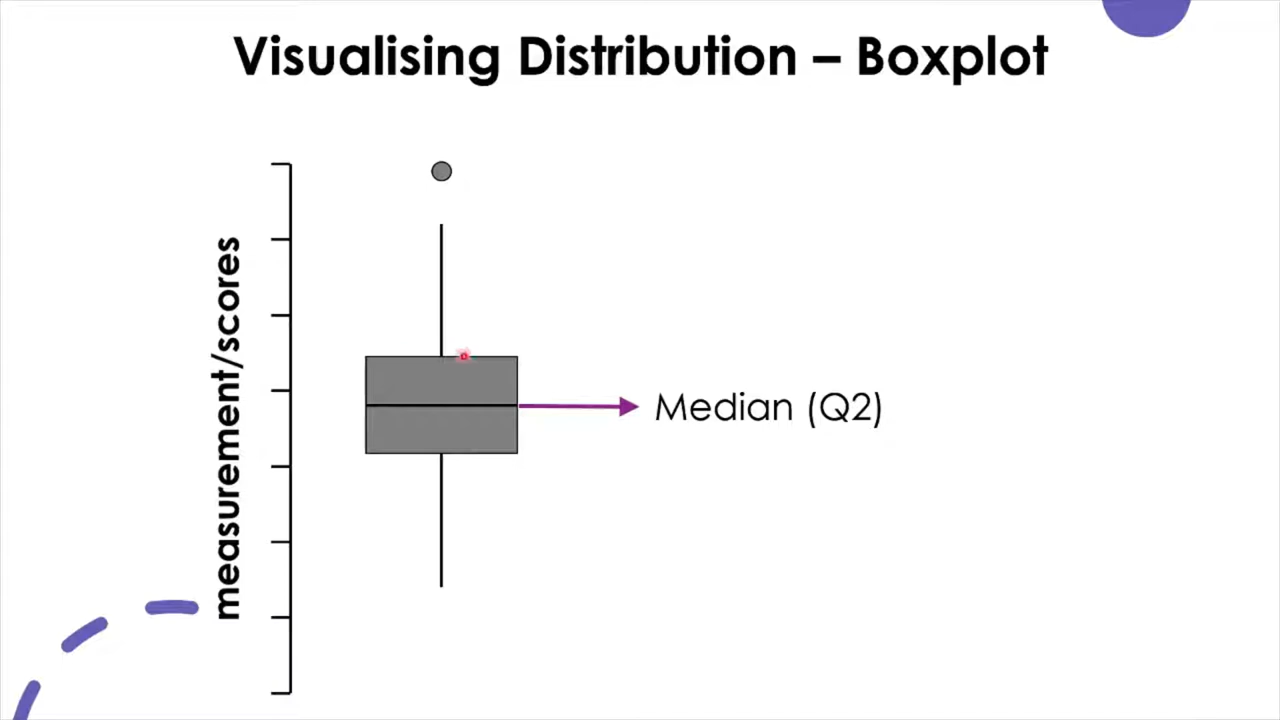 Visualising Distribution – Boxplot
measurement/scores
Median (Q2)